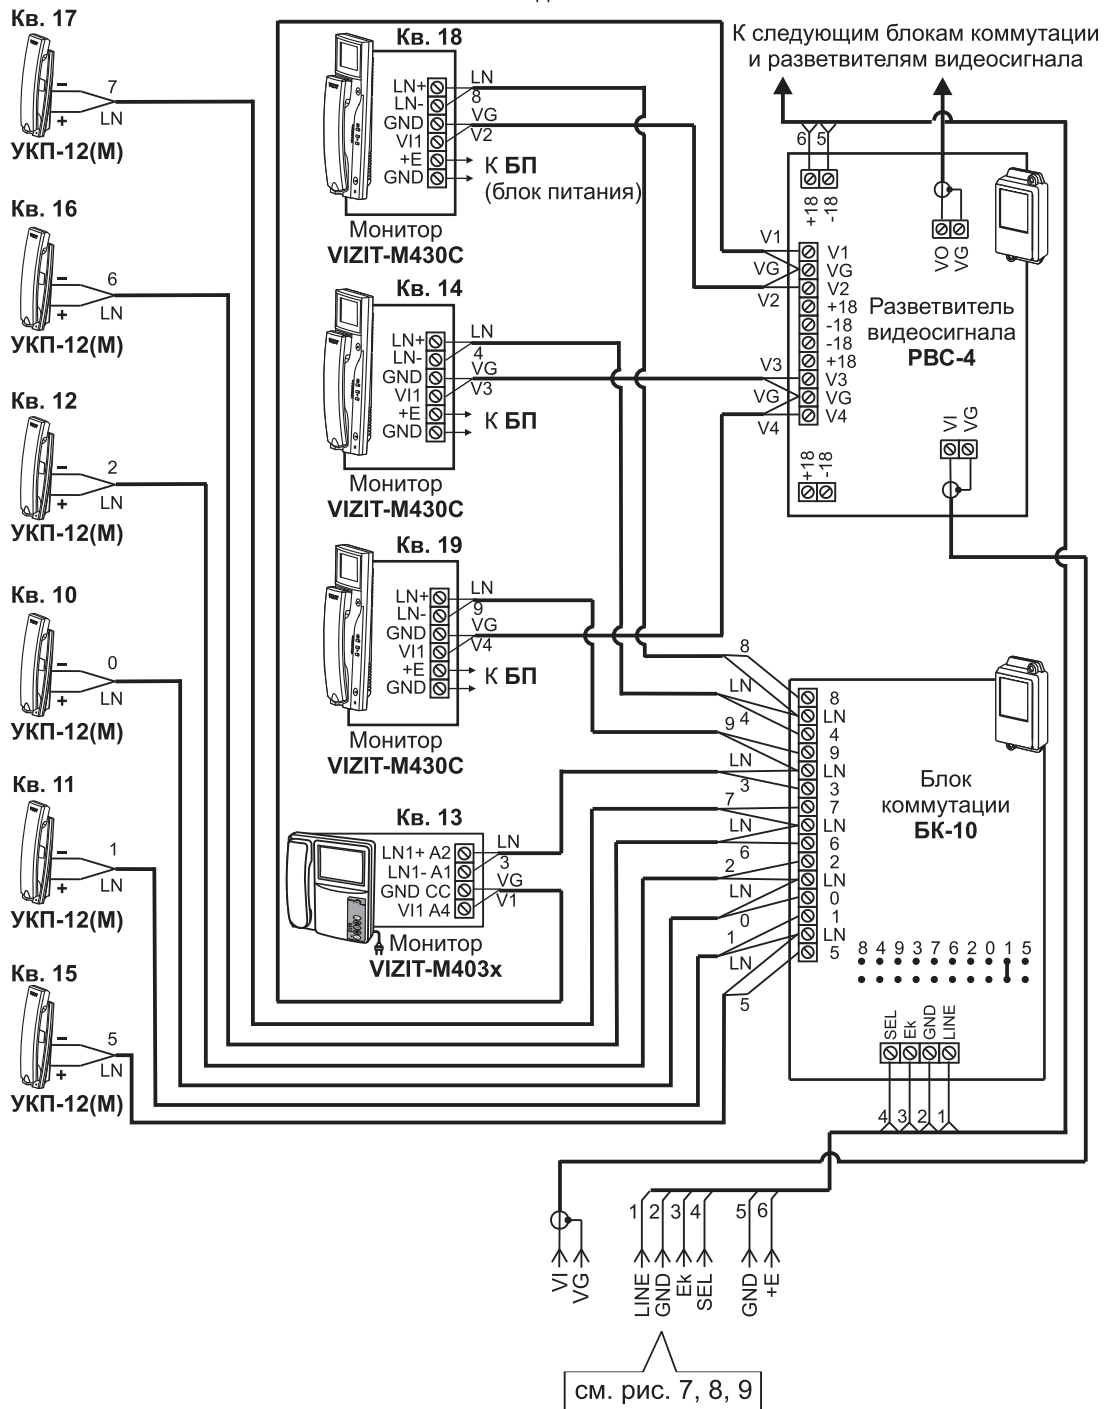 Кв. 17
7
–
+
LN
УКП-12(М)
Кв. 16
6
–
+
LN
УКП-12(М)
Кв. 12
2
–
+
LN
УКП-12(М)
Кв. 10
0
–
+
LN
УКП-12(М)
Кв. 11
1
–
+
LN
УКП-12(М)
Кв. 15
5
–
+
LN
УКП-12(М)
Кв. 18
LN+
LN-
GND
VI1
+E
GND
LN
8
VG
V2
К БП
(блок питания)
Монитор
VIZIT-M430C
Кв. 14
LN+
LN-
GND
VI1
+E
GND
LN
4
VG
V3
К БП
Монитор
VIZIT-M430C
Кв. 19
LN+
LN-
GND
VI1
+E
GND
LN
9
VG
V4
К БП
Монитор
VIZIT-M430C
Кв. 13
LN1+ A2
LN1- A1
GND CC
VI1 A4
LN
3
VG
V1
Монитор
VIZIT-M403x
К следующим блокам коммутации
и разветвителям видеосигнала
6 5
+18 -18
VO VG
V1
VG
V2
V3
VG
V4
V1
VG
V2
+18
-18
-18
+18
V3
VG
V4
Разветвитель
видеосигнала
РВС-4
VI VG
+18 -18
8
LN
4
9
LN
3
7
LN
6
2
LN
0
1
LN
5
8
LN
4
9
LN
3
7
LN
6
2
LN
0
1
LN
5
Блок
коммутации
БК-10
8 4 9 3 7 6 2 0 1 5
SEL Ek GND LINE
4 3 2 1
1 2 3 4 5 6
VI VG
LINE GND Ek SEL GND +E
см. рис. 7, 8, 9